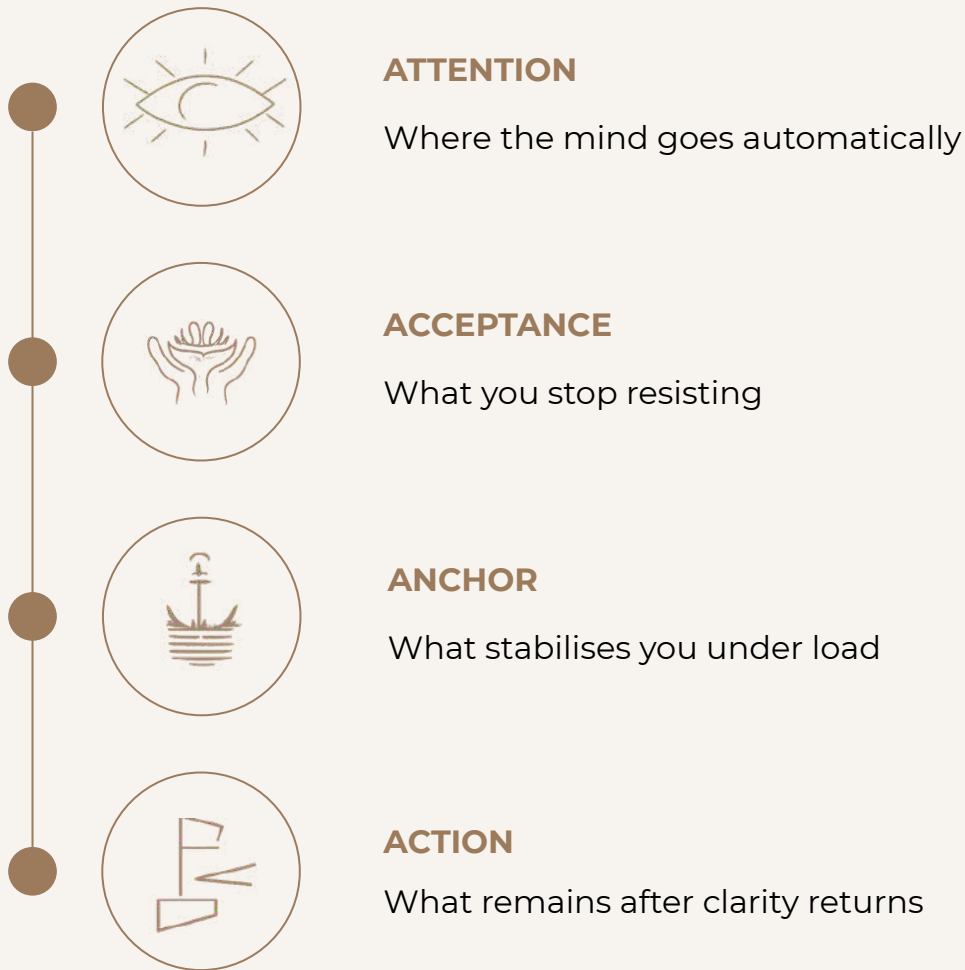 ATTENTION
Where the mind goes automatically
ACCEPTANCE
What you stop resisting
ANCHOR
What stabilises you under load
ACTION
What remains after clarity returns